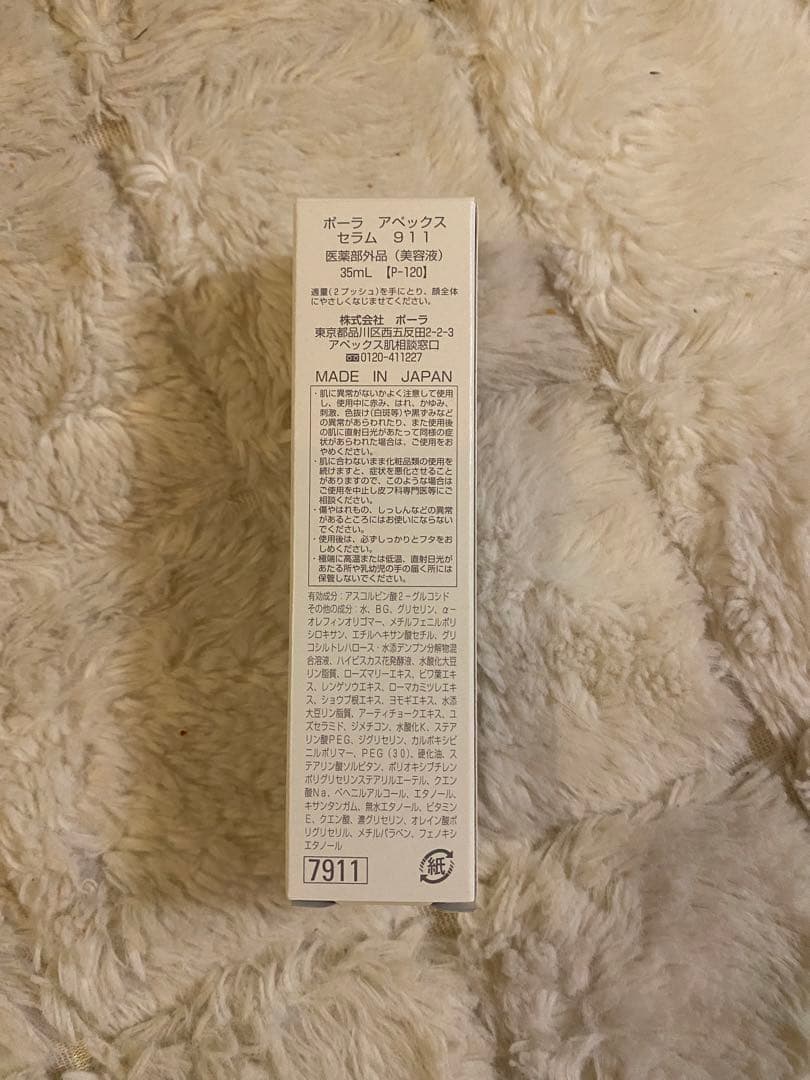 ポーラ アペックス
セラム 911
医薬部外品(美容液)
35mL 【P-120】
適量(2プッシュ)を手にとり、顔全体
にやさしくなじませてください。
株式会社 ポーラ
東京都品川区西五反田2-2-3
アペックス肌相談窓口
0120-411227
MADE IN JAPAN
・肌に異常がないかよく注意して使用
し、使用中に赤み、はれ、かゆみ、
刺激、色抜け(白斑等)や黒ずみなど
の異常があらわれたり、また使用後
の肌に直射日光があたって同様の症
状があらわれた場合は、ご使用をお
やめください。
・肌に合わないまま化粧品類の使用を
続けますと、症状を悪化させること
がありますので、このような場合は
ご使用を中止し皮フ科専門医等にご
相談ください。
・傷やはれもの、しっしんなどの異常
があるところにはお使いにならない
でください。
・使用後は、必ずしっかりとフタをお
しめください。
・極端に高温または低温、直射日光が
あたる所や乳幼児の手の届く所には
保管しないでください。
有効成分:アスコルビン酸2-グルコシド
その他の成分:水、BG、グリセリン、α-
オレフィンオリゴマー、メチルフェニルポリ
シロキサン、エチルヘキサン酸セチル、グリ
コシルトレハロース・水添デンプン分解物混
合溶液、ハイビスカス花発酵液、水酸化大豆
リン脂質、ローズマリーエキス、ビワ葉エキ
ス、レンゲソウエキス、ローマカミツレエキ
ス、ショウブ根エキス、ヨモギエキス、水添
大豆リン脂質、アーティチョークエキス、ユ
ズセラミド、ジメチコン、水酸化K、ステア
リン酸PEG、ジグリセリン、カルボキシビ
ニルポリマー、PEG(30)、硬化油、ス
テアリン酸ソルビタン、ポリオキシブチレン
ポリグリセリンステアリルエーテル、クエン
酸Na、ベヘニルアルコール、エタノール、
キサンタンガム、無水エタノール、ビタミン
E、クエン酸、濃グリセリン、オレイン酸ポ
リグリセリル、メチルパラベン、フェノキシ
エタノール
7911
紙